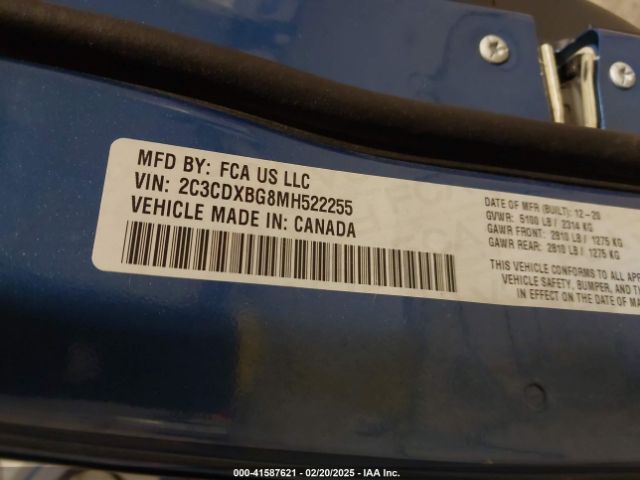 MFD BY: FCA US LLC
VIN: 2C3CDXBG8MH522255
VEHICLE MADE IN: CANADA
DATE OF MFR (BUILT): 12-20
GVWR: 5100 LB / 2314 KG
GAWR FRONT: 2810 LB / 1275 KG
GAWR REAR: 2810 LB / 1275 KG
THIS VEHICLE CONFORMS TO ALL APP
VEHICLE SAFETY, BUMPER, AND TH
IN EFFECT ON THE DATE OF MA
000-41587621 / 02/20/2025 - IAA Inc.